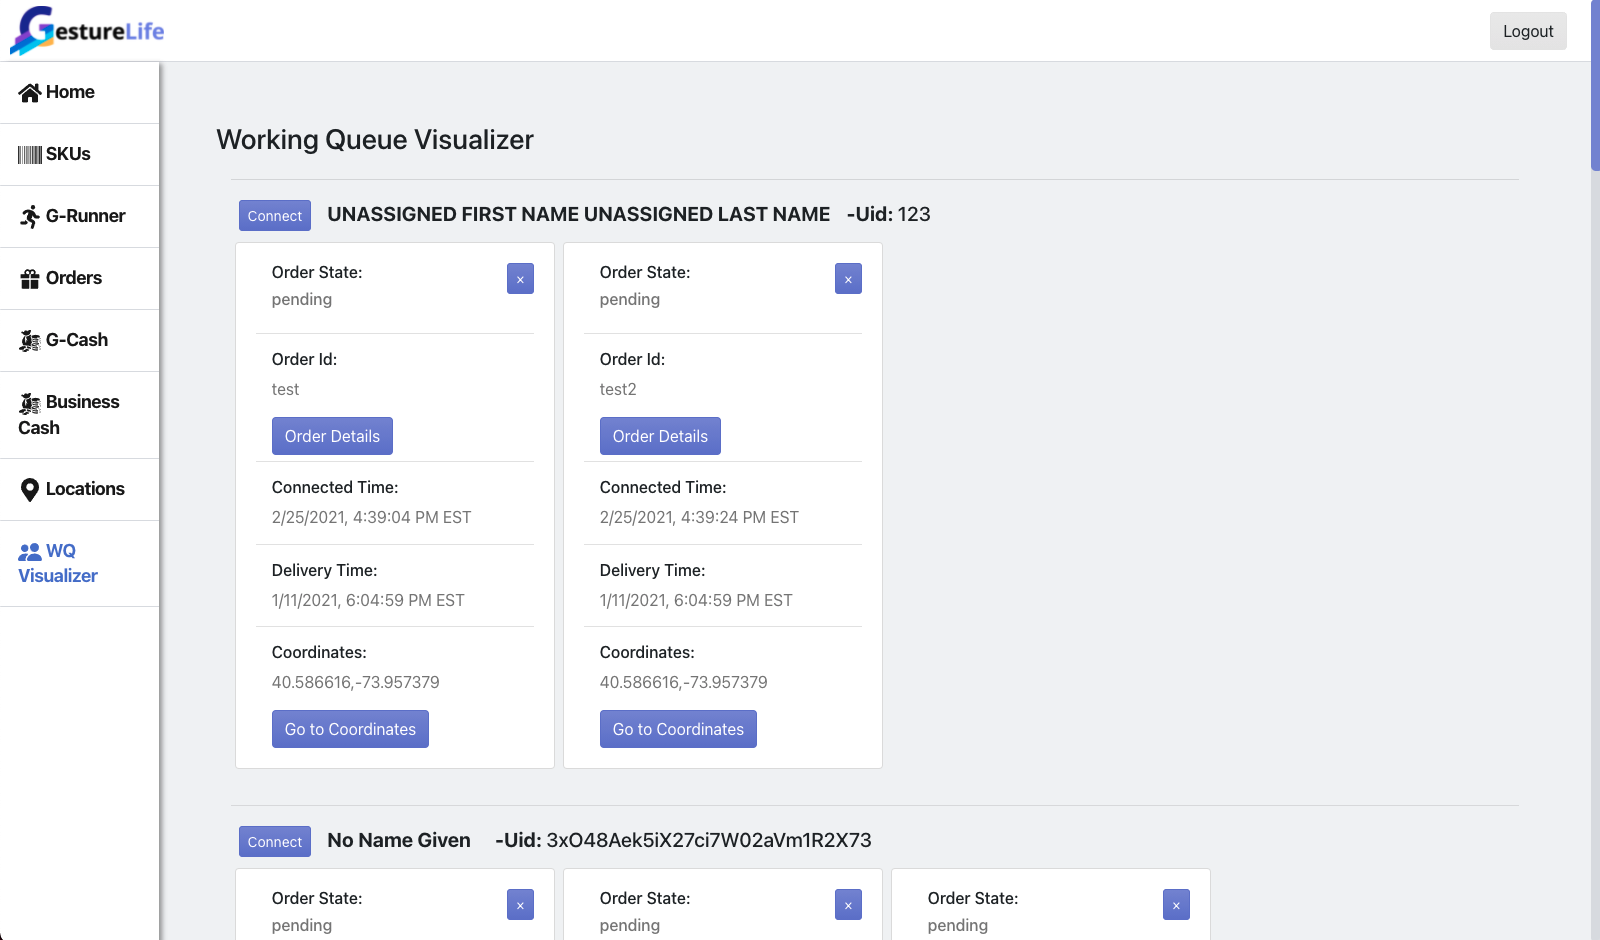 GestureLife
Logout
Home
SKUs
G-Runner
Orders
G-Cash
Business
Cash
Locations
WQ
Visualizer
Working Queue Visualizer
Connect UNASSIGNED FIRST NAME UNASSIGNED LAST NAME -Uid: 123
Order State:
pending
×
Order Id:
test
Order Details
Connected Time:
2/25/2021, 4:39:04 PM EST
Delivery Time:
1/11/2021, 6:04:59 PM EST
Coordinates:
40.586616,-73.957379
Go to Coordinates
Order State:
pending
×
Order Id:
test2
Order Details
Connected Time:
2/25/2021, 4:39:24 PM EST
Delivery Time:
1/11/2021, 6:04:59 PM EST
Coordinates:
40.586616,-73.957379
Go to Coordinates
Connect No Name Given -Uid: 3xO48Aek5iX27ci7W02aVm1R2X73
Order State:
pending
×
Order State:
pending
×
Order State:
pending
×